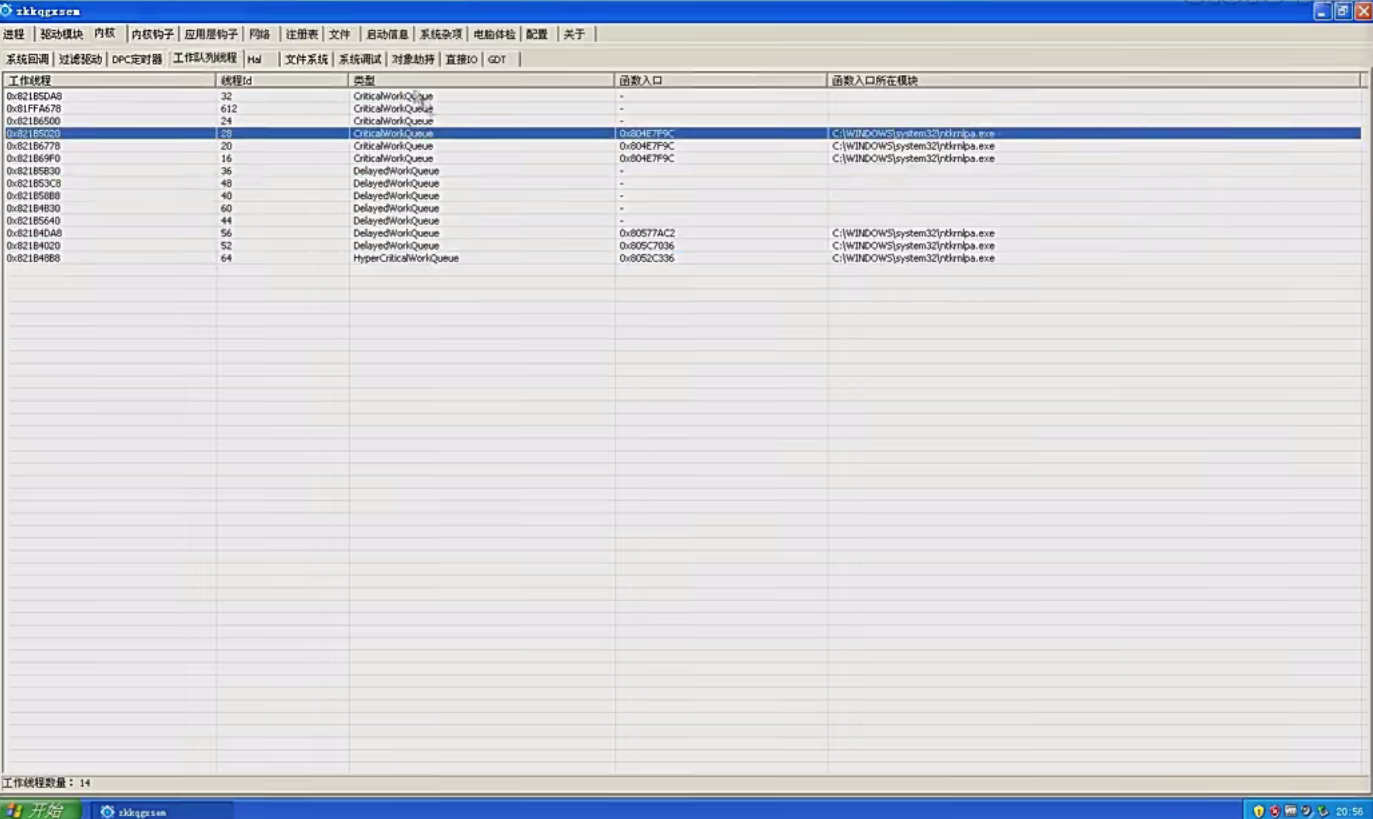 zkkqgxsem
进程 驱动模块 内核 内核钩子 应用层钩子 网络 注册表 文件 启动信息 系统杂项 电脑体检 配置 关于
系统回调 过滤驱动 DPC定时器 工作队列线程 Hal 文件系统 系统调试 对象劫持 直接IO GDT
工作线程 线程Id 类型 函数入口 函数入口所在模块
0x821B5DA8 32 CriticalWorkQueue -
0x81FFA678 612 CriticalWorkQueue -
0x821B6500 24 CriticalWorkQueue -
0x821B5020 28 CriticalWorkQueue 0x804E7F9C C:\WINDOWS\system32\ntkrnlpa.exe
0x821B6778 20 CriticalWorkQueue 0x804E7F9C C:\WINDOWS\system32\ntkrnlpa.exe
0x821B69F0 16 CriticalWorkQueue 0x804E7F9C C:\WINDOWS\system32\ntkrnlpa.exe
0x821B5B30 36 DelayedWorkQueue -
0x821B53C8 48 DelayedWorkQueue -
0x821B58B8 40 DelayedWorkQueue -
0x821B4B30 60 DelayedWorkQueue -
0x821B5640 44 DelayedWorkQueue -
0x821B4DA8 56 DelayedWorkQueue 0x80577AC2 C:\WINDOWS\system32\ntkrnlpa.exe
0x821B4020 52 DelayedWorkQueue 0x805C7036 C:\WINDOWS\system32\ntkrnlpa.exe
0x821B48B8 64 HyperCriticalWorkQueue 0x8052C336 C:\WINDOWS\system32\ntkrnlpa.exe
工作线程数量： 14
开始 zkkqgxsem 20:56